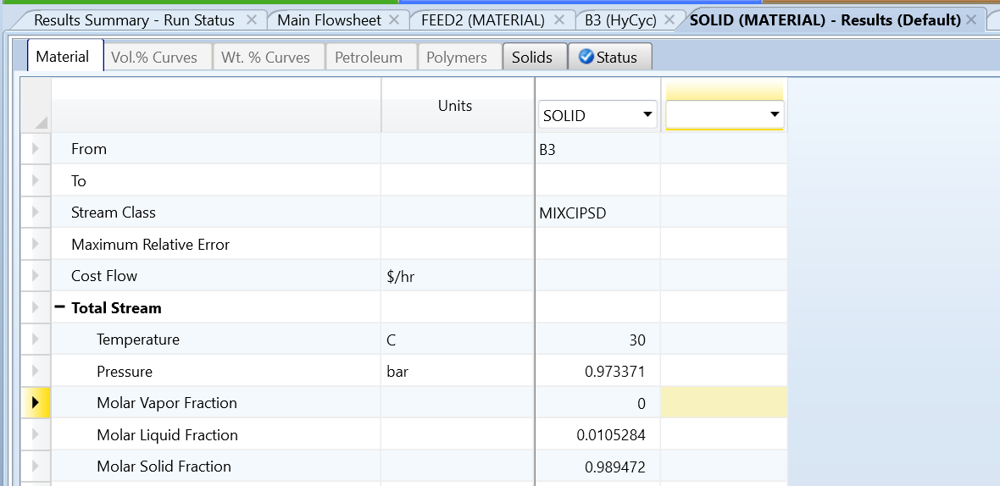 Results Summary - Run Status Main Flowsheet FEED2 (MATERIAL) B3 (HyCyc) SOLID (MATERIAL) - Results (Default)
Material Vol.% Curves Wt. % Curves Petroleum Polymers Solids Status
Units SOLID
From B3
To
Stream Class MIXCIPSD
Maximum Relative Error
Cost Flow $/hr
Total Stream
Temperature C 30
Pressure bar 0.973371
Molar Vapor Fraction 0
Molar Liquid Fraction 0.0105284
Molar Solid Fraction 0.989472